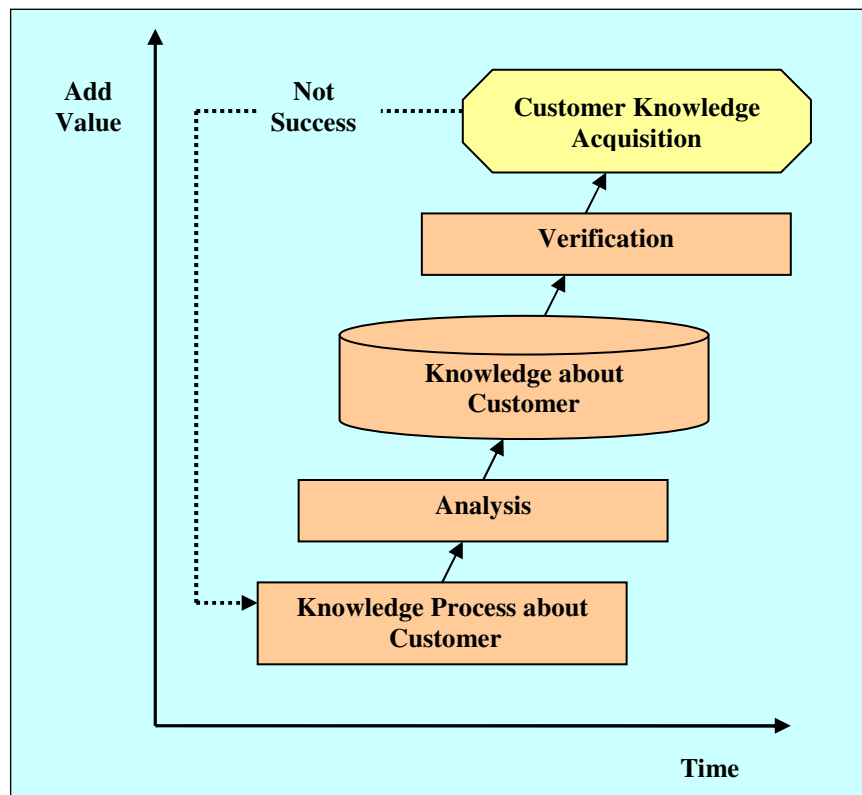 Add
Value
Not
Success
Customer Knowledge
Acquisition
Verification
Knowledge about
Customer
Analysis
Knowledge Process about
Customer
Time